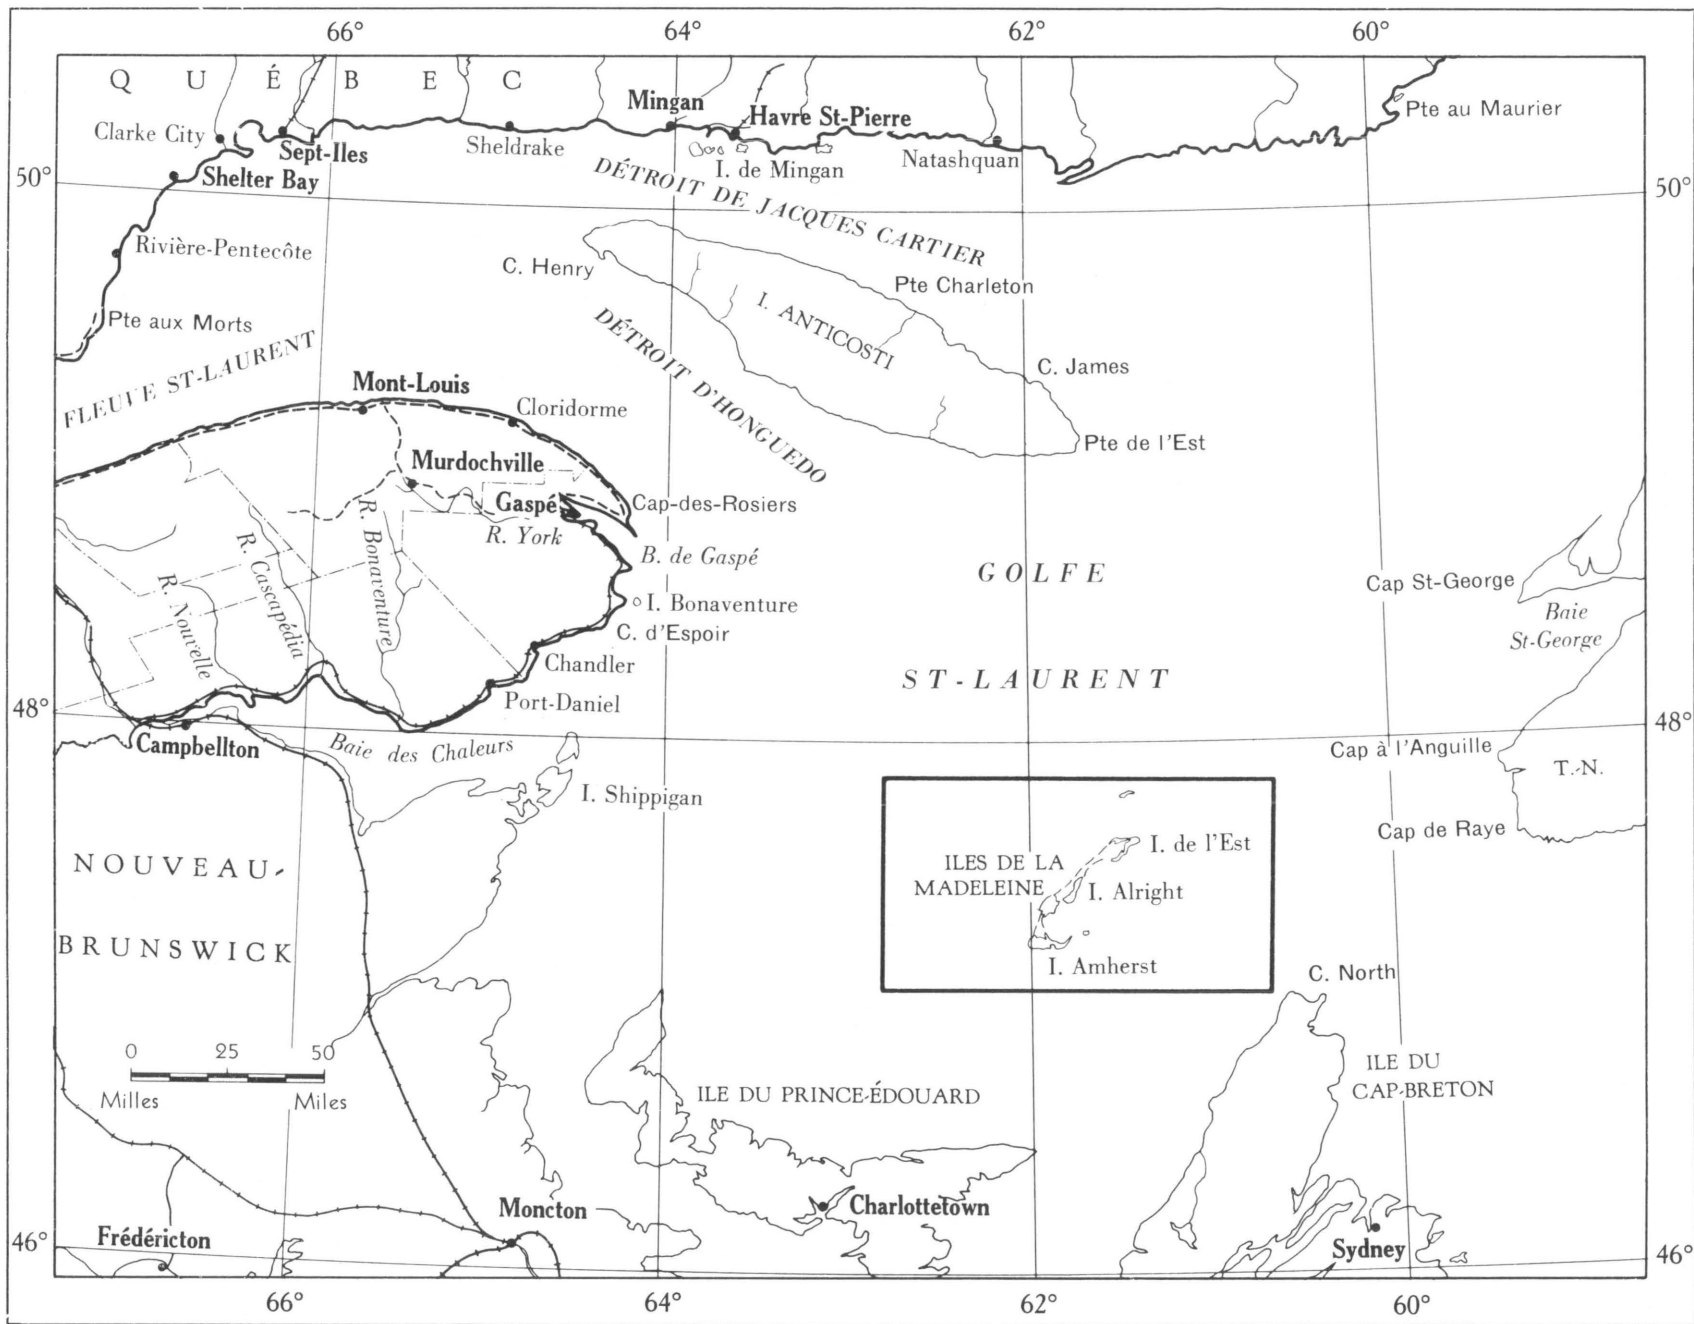 66°
64°
62°
60°
QUÉBEC
Mingan
Havre St-Pierre
Pte au Maurier
Clarke City
Sept-Iles
Sheldrake
I. de Mingan
Natashquan
50°
Shelter Bay
50°
DÉTROIT DE JACQUES CARTIER
Rivière-Pentecôte
C. Henry
Pte Charleton
Pte aux Morts
I. ANTICOSTI
DÉTROIT D'HONGUEDO
FLEUVE ST-LAURENT
C. James
Mont-Louis
Cloridorme
Pte de l'Est
Murdochville
Gaspé
Cap-des-Rosiers
R. York
B. de Gaspé
R. Bonaventure
R. Cascapédia
R. Nouvelle
GOLFE
ST-LAURENT
Cap St-George
I. Bonaventure
Baie
St-George
C. d'Espoir
Chandler
Port-Daniel
48°
48°
Campbellton
Baie des Chaleurs
Cap à l'Anguille
T.-N.
I. Shippigan
Cap de Raye
NOUVEAU-
BRUNSWICK
ILES DE LA
MADELEINE
I. de l'Est
I. Alright
I. Amherst
C. North
0 25 50
Milles Miles
ILE DU PRINCE-ÉDOUARD
ILE DU
CAP-BRETON
Moncton
Charlottetown
Frédéricton
Sydney
46°
46°
66°
64°
62°
60°